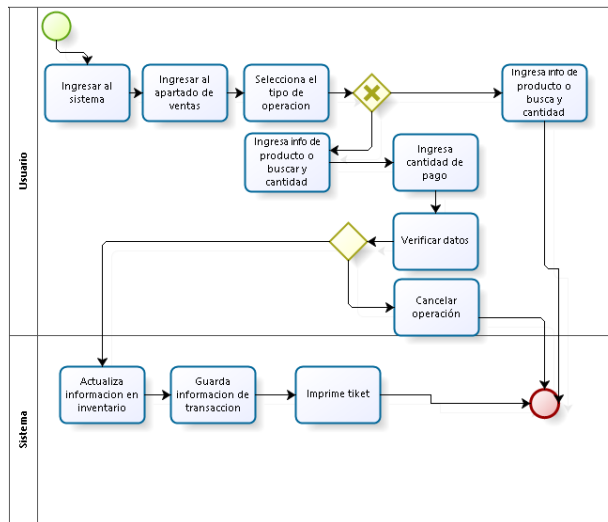 Usuario
Ingresar al
sistema
Ingresar al
apartado de
ventas
Selecciona el
tipo de
operacion
Ingresa info de
producto o
busca y
cantidad
Ingresa info de
producto o
buscar y
cantidad
Ingresa
cantidad de
pago
Verificar datos
Cancelar
operación
Sistema
Actualiza
informacion en
inventario
Guarda
informacion de
transaccion
Imprime tiket